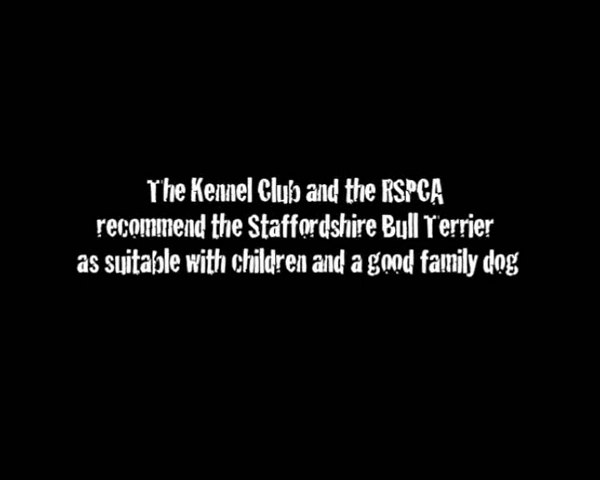 The Kennel Club and the RSPCA
recommend the Staffordshire Bull Terrier
as suitable with children and a good family dog